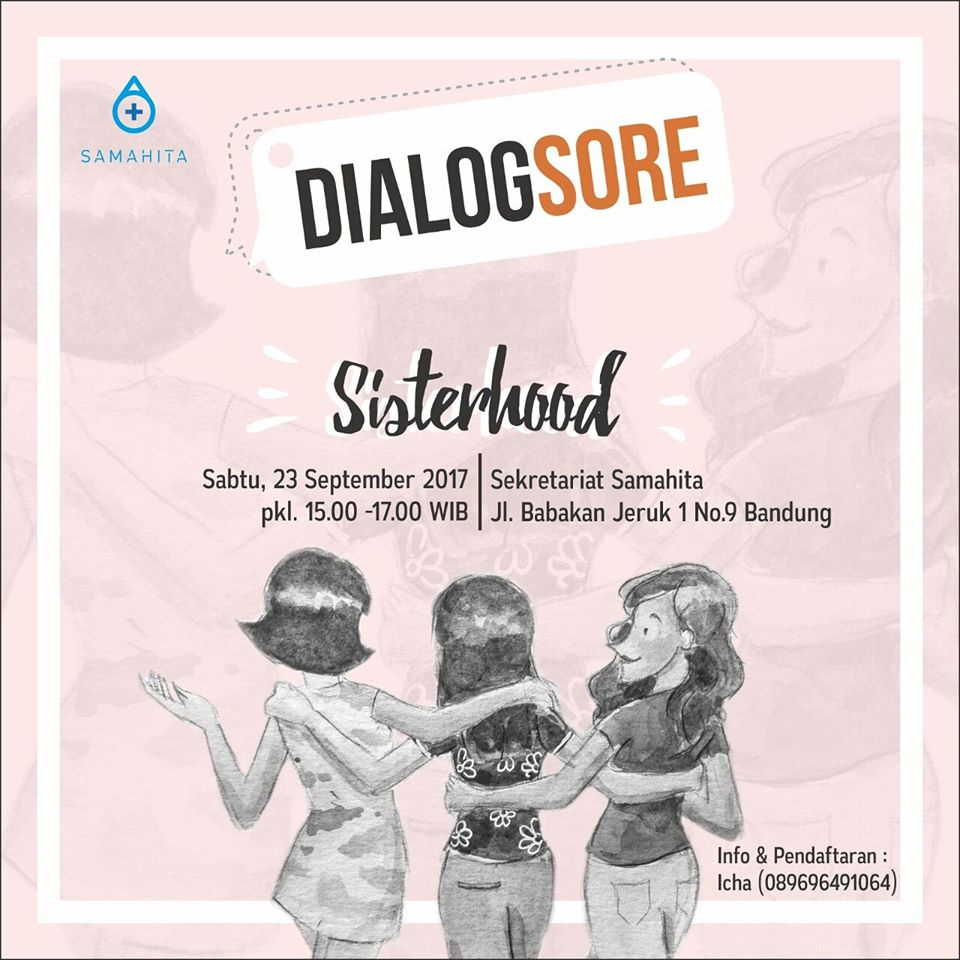 SAMAHITA
DIALOGSORE
Sisterhood
Sabtu, 23 September 2017
pkl. 15.00 -17.00 WIB
Sekretariat Samahita
Jl. Babakan Jeruk 1 No.9 Bandung
Info & Pendaftaran :
Icha (089696491064)